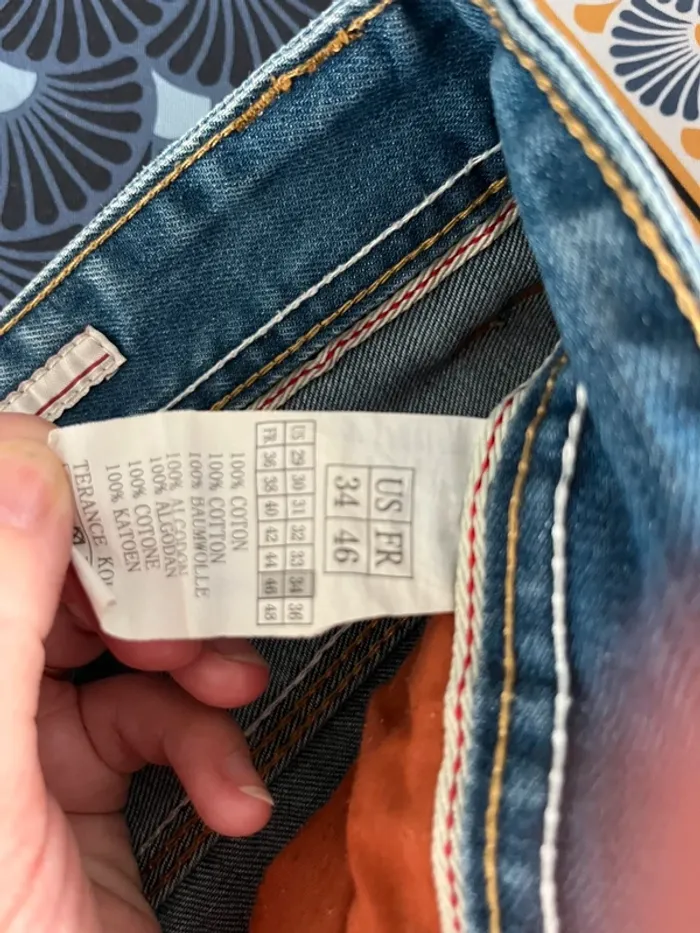 US FR
34 46
US 29 30 31 32 33 34 36
FR 36 38 40 42 44 46 48
100% COTON
100% COTTON
100% BAUMWOLLE
100% ALGODON
100% ALGODAN
100% COTONE
100% KATOEN
TERANCE